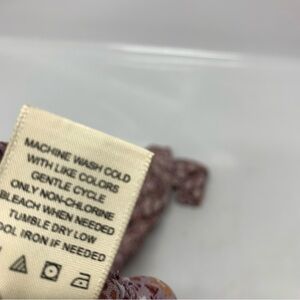 MACHINE WASH COLD
WITH LIKE COLORS
GENTLE CYCLE
ONLY NON-CHLORINE
BLEACH WHEN NEEDED
TUMBLE DRY LOW
OOL IRON IF NEEDED